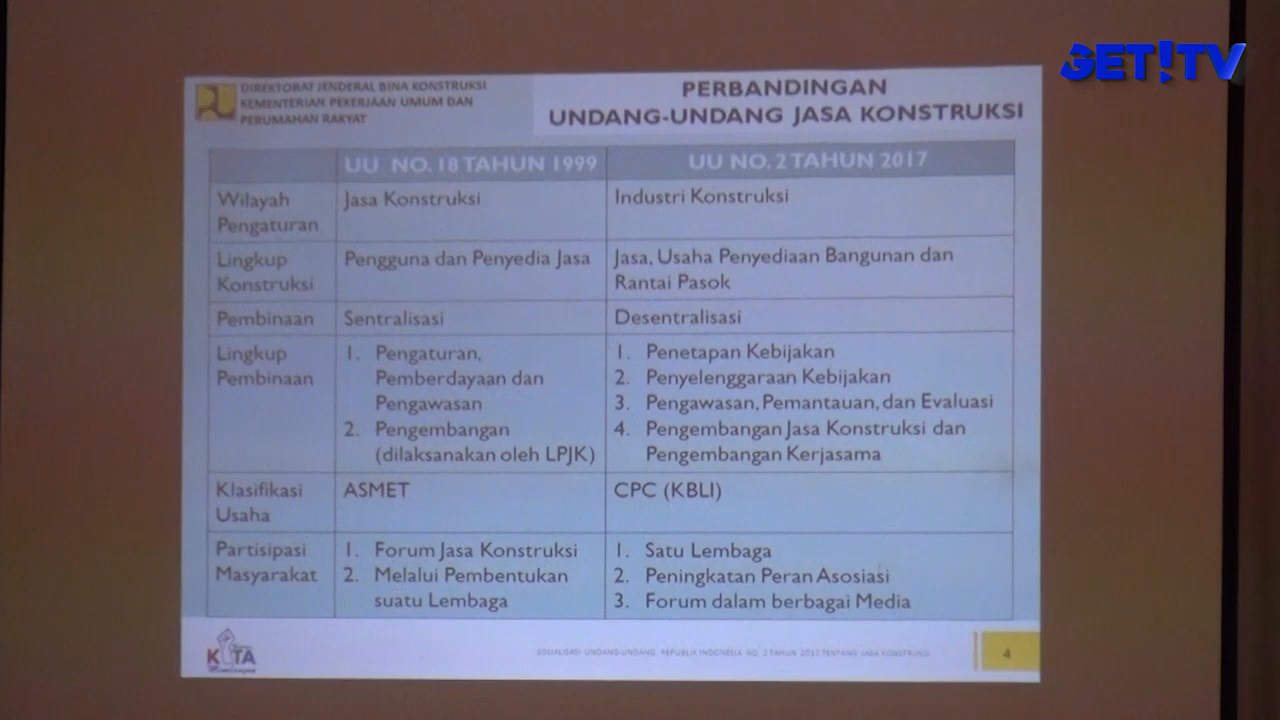 GET!TV
DIREKTORAT JENDERAL BINA KONSTRUKSI
KEMENTERIAN PEKERJAAN UMUM DAN
PERUMAHAN RAKYAT
PERBANDINGAN
UNDANG-UNDANG JASA KONSTRUKSI
UU NO. 18 TAHUN 1999
UU NO. 2 TAHUN 2017
Wilayah
Pengaturan
Jasa Konstruksi
Industri Konstruksi
Lingkup
Konstruksi
Pengguna dan Penyedia Jasa
Jasa, Usaha Penyediaan Bangunan dan
Rantai Pasok
Pembinaan
Sentralisasi
Desentralisasi
Lingkup
Pembinaan
1. Pengaturan,
Pemberdayaan dan
Pengawasan
2. Pengembangan
(dilaksanakan oleh LPJK)
1. Penetapan Kebijakan
2. Penyelenggaraan Kebijakan
3. Pengawasan, Pemantauan, dan Evaluasi
4. Pengembangan Jasa Konstruksi dan
Pengembangan Kerjasama
Klasifikasi
Usaha
ASMET
CPC (KBLI)
Partisipasi
Masyarakat
1. Forum Jasa Konstruksi
2. Melalui Pembentukan
suatu Lembaga
1. Satu Lembaga
2. Peningkatan Peran Asosiasi
3. Forum dalam berbagai Media
KITA
SOSIALISASI UNDANG-UNDANG REPUBLIK INDONESIA NO. 2 TAHUN 2017 TENTANG JASA KONSTRUKSI
4